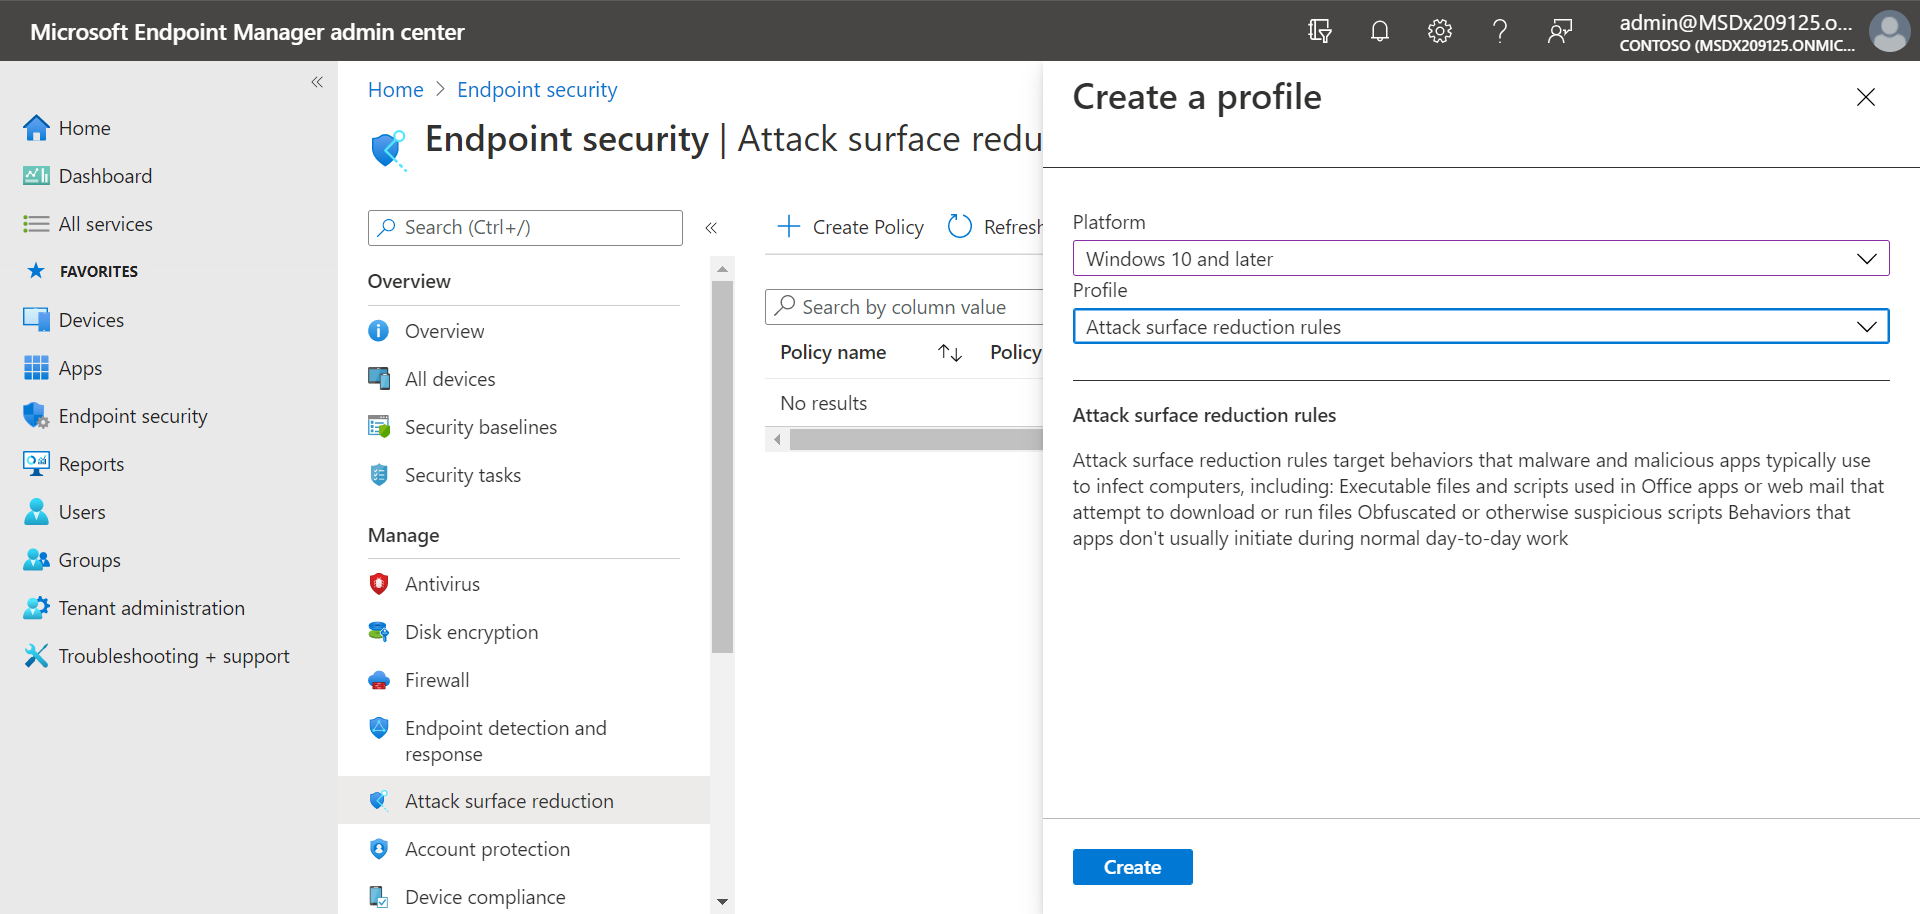 Microsoft Endpoint Manager admin center
admin@MSDx209125.o...
CONTOSO (MSDX209125.ONMIC...
Home
Dashboard
All services
FAVORITES
Devices
Apps
Endpoint security
Reports
Users
Groups
Tenant administration
Troubleshooting + support
Home > Endpoint security
Endpoint security | Attack surface redu
Search (Ctrl+/)
Overview
Overview
All devices
Security baselines
Security tasks
Manage
Antivirus
Disk encryption
Firewall
Endpoint detection and
response
Attack surface reduction
Account protection
Device compliance
Create Policy
Refresh
Search by column value
Policy name
Policy
No results
Create a profile
Platform
Windows 10 and later
Profile
Attack surface reduction rules
Attack surface reduction rules
Attack surface reduction rules target behaviors that malware and malicious apps typically use
to infect computers, including: Executable files and scripts used in Office apps or web mail that
attempt to download or run files Obfuscated or otherwise suspicious scripts Behaviors that
apps don't usually initiate during normal day-to-day work
Create